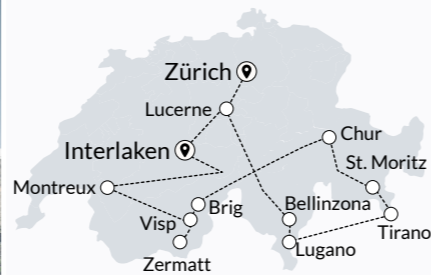 Zürich
Lucerne
Chur
Interlaken
St. Moritz
Montreux
Brig
Bellinzona
Visp
Tirano
Lugano
Zermatt